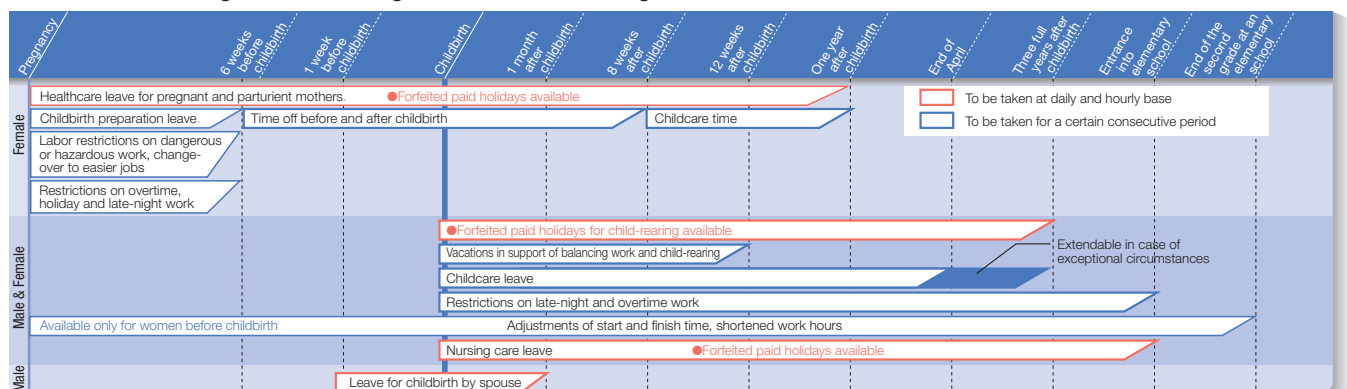 Pregnancy
6 weeks
before
childbirth
1 week
before
childbirth
Childbirth
1 month
after
childbirth
8 weeks
after
childbirth
12 weeks
after
childbirth
One year
after
childbirth
End of
April
Three full
years after
childbirth
Entrance
into
elementary
school
End of the
second
grade at an
elementary
school
Female
Healthcare leave for pregnant and parturient mothers. ●Forfeited paid holidays available
Childbirth preparation leave.
Time off before and after childbirth
Childcare time
Labor restrictions on dangerous
or hazardous work, change-
over to easier jobs
Restrictions on overtime,
holiday and late-night work
To be taken at daily and hourly base
To be taken for a certain consecutive period
Male & Female
●Forfeited paid holidays for child-rearing available
Vacations in support of balancing work and child-rearing
Extendable in case of
exceptional circumstances
Childcare leave
Restrictions on late-night and overtime work
Available only for women before childbirth
Adjustments of start and finish time, shortened work hours
Nursing care leave ●Forfeited paid holidays available
Male
Leave for childbirth by spouse